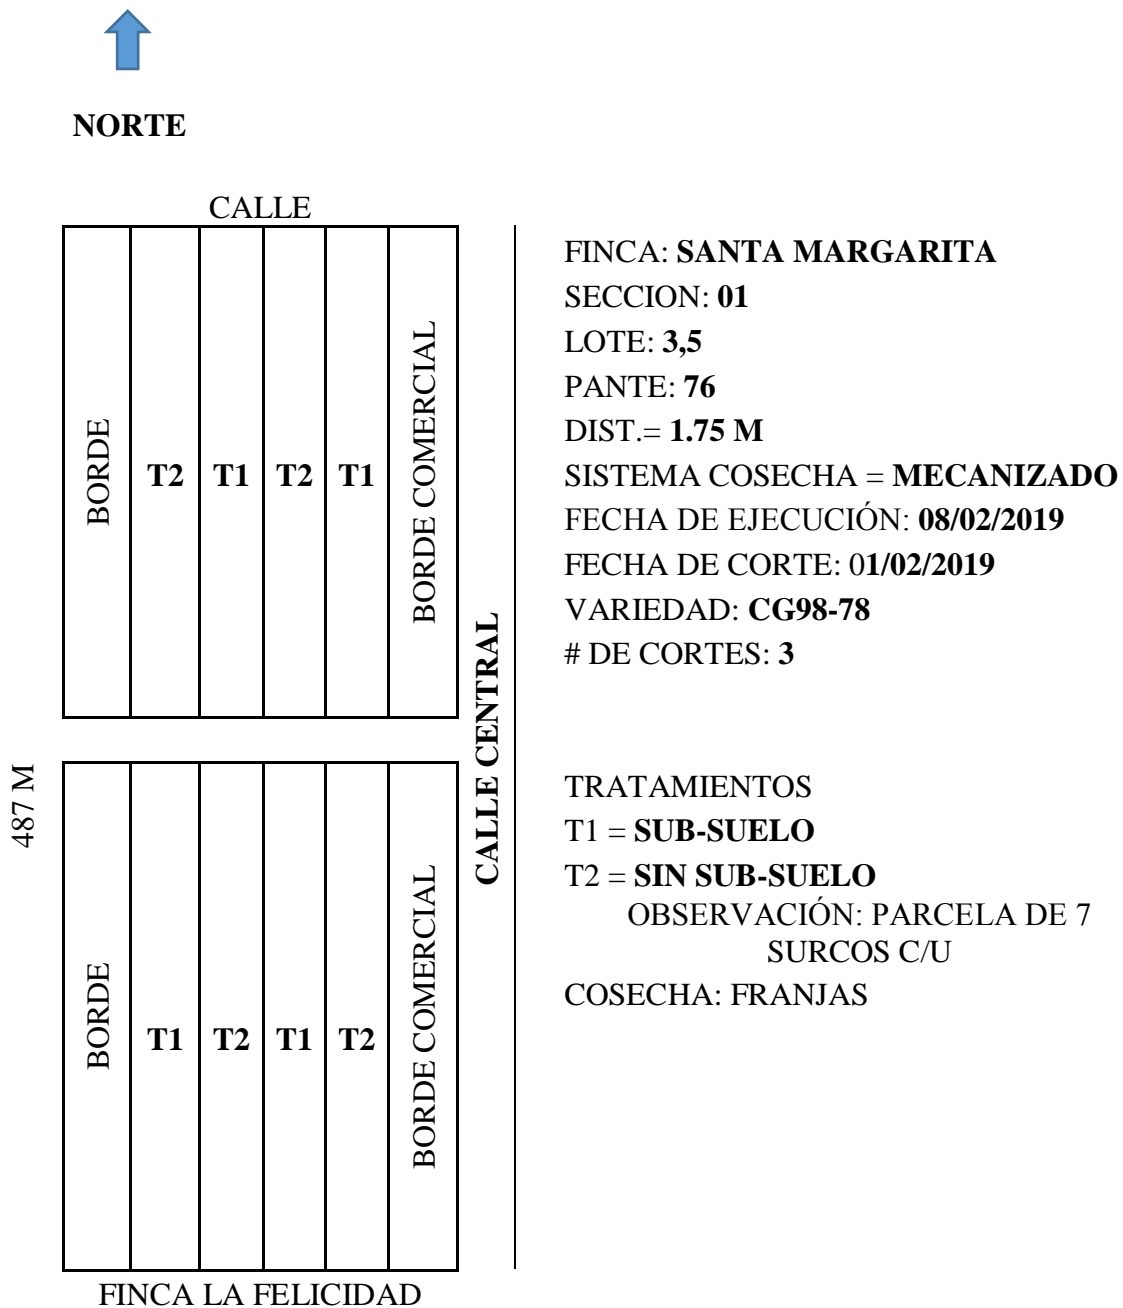 NORTE
CALLE
BORDE
T2
T1
T2
T1
BORDE COMERCIAL
487 M
BORDE
T1
T2
T1
T2
BORDE COMERCIAL
CALLE CENTRAL
FINCA LA FELICIDAD
FINCA: SANTA MARGARITA
SECCION: 01
LOTE: 3,5
PANTE: 76
DIST.= 1.75 M
SISTEMA COSECHA = MECANIZADO
FECHA DE EJECUCIÓN: 08/02/2019
FECHA DE CORTE: 01/02/2019
VARIEDAD: CG98-78
# DE CORTES: 3
TRATAMIENTOS
T1 = SUB-SUELO
T2 = SIN SUB-SUELO
OBSERVACIÓN: PARCELA DE 7
SURCOS C/U
COSECHA: FRANJAS